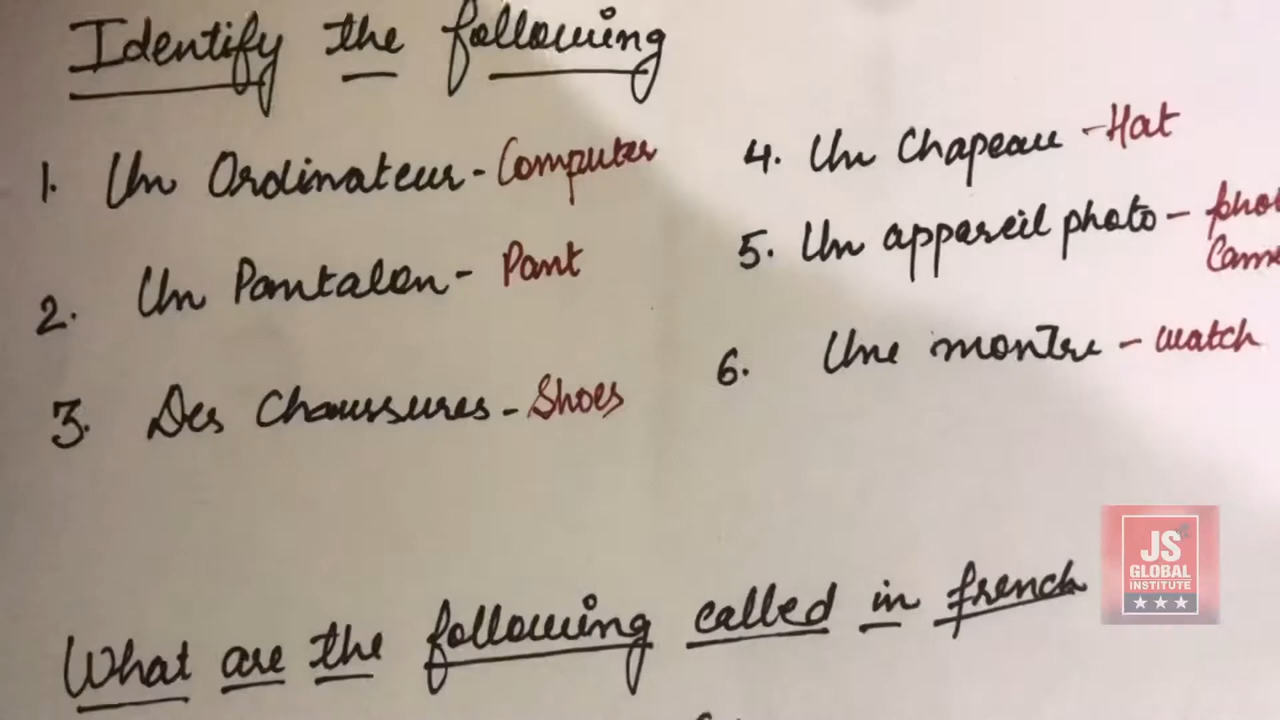 Identify the following
1. Un Ordinateur - Computer
2. Un Pantalon - Pant
3. Des Chaussures - Shoes
4. Un Chapeau - Hat
5. Un appareil photo -
6. Une montre - watch
What are the following called in french
JS
GLOBAL
INSTITUTE